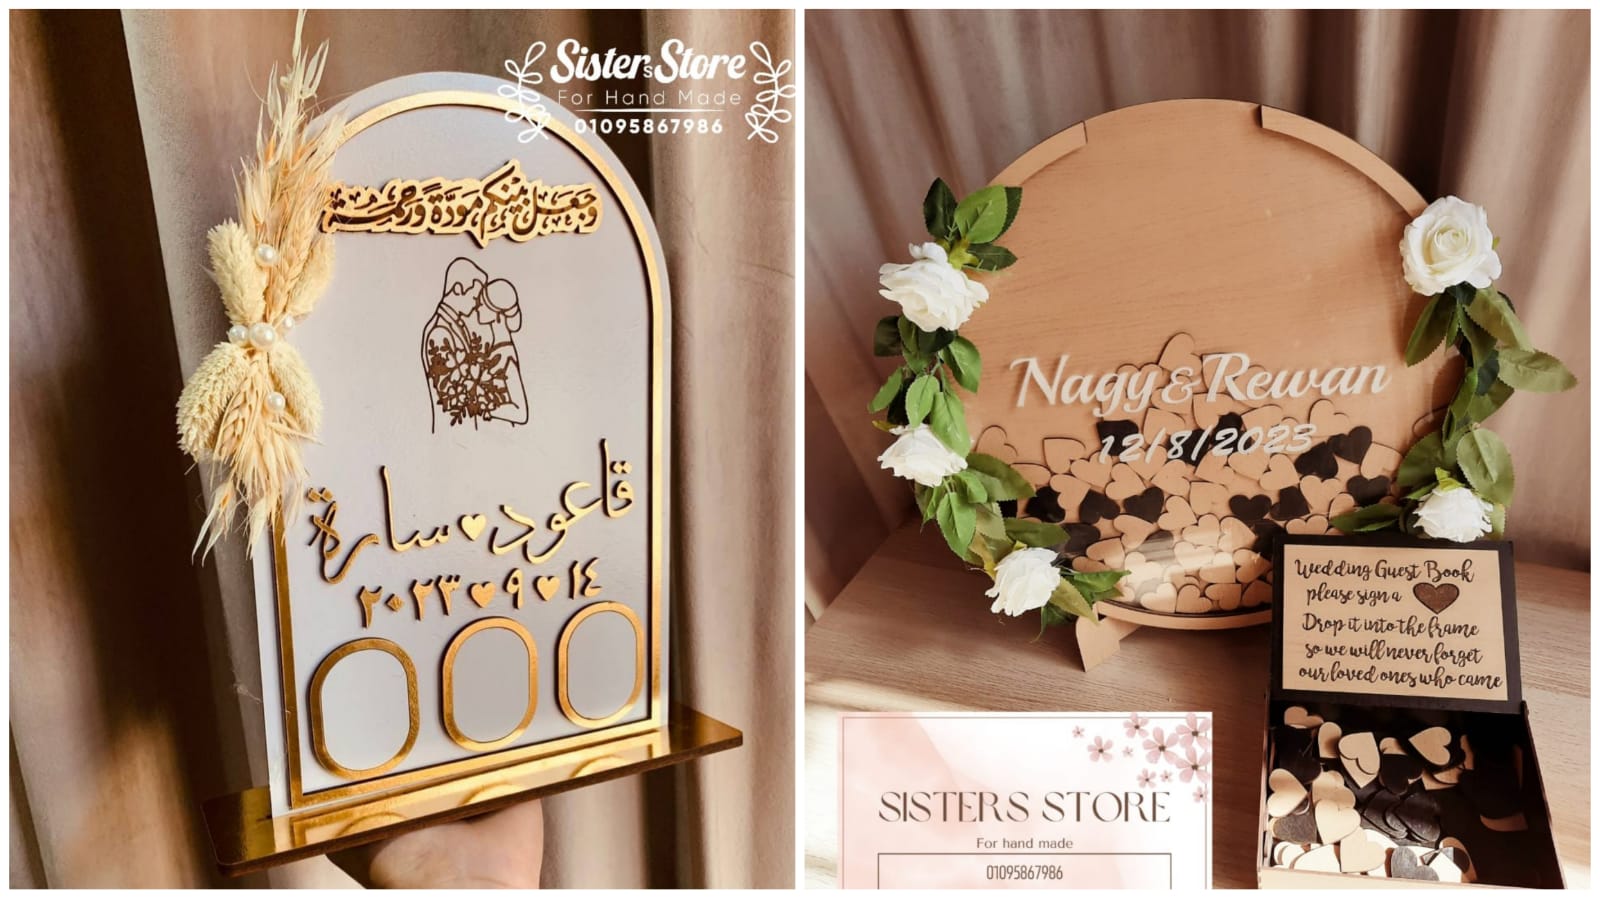 Sister's Store
For Hand Made
01095867986
وجعل بينكم مودة ورحمة
قاعود سارة
١٤ ٩ ٢٠٢٣
Nagy & Rewan
12/8/2023
Wedding Guest Book
please sign a
Drop it into the frame
so we will never forget
our loved ones who came
SISTERS STORE
For hand made
01095867986